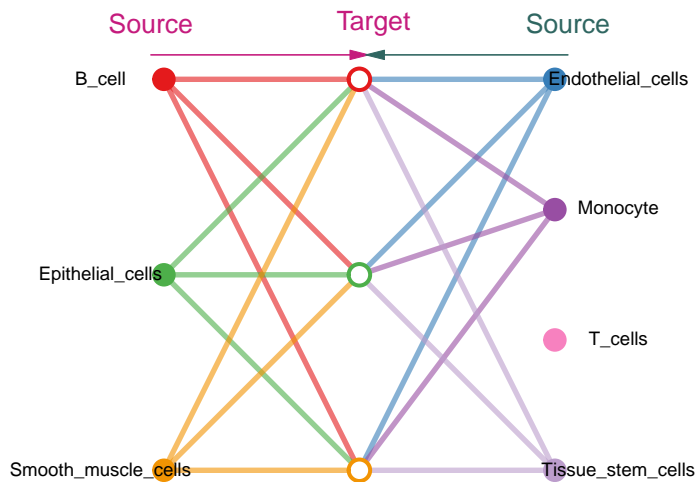 Source
Target
Source
B_cell
Endothelial_cells
Monocyte
Epithelial_cells
T_cells
Smooth_muscle_cells
Tissue_stem_cells